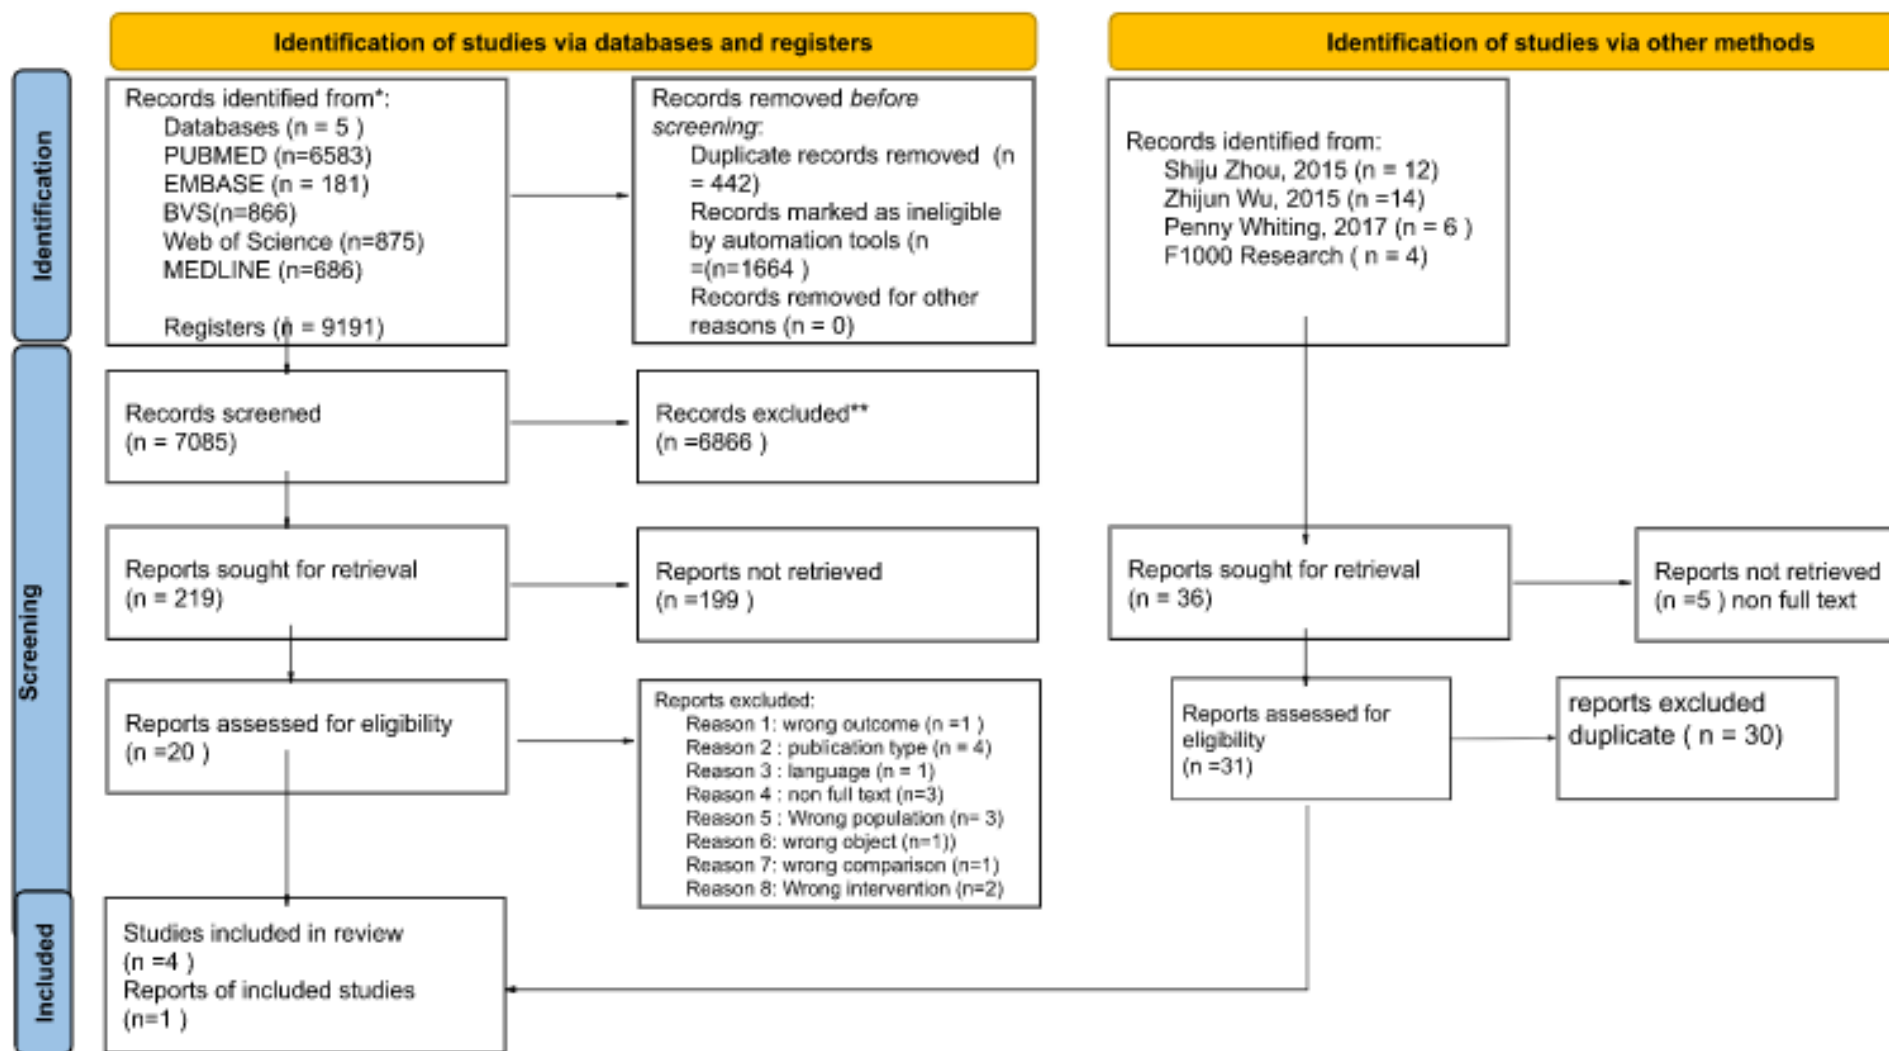 Identification of studies via databases and registers
Identification of studies via other methods
Identification
Records identified from*:
Databases (n = 5 )
PUBMED (n=6583)
EMBASE (n = 181)
BVS(n=866)
Web of Science (n=875)
MEDLINE (n=686)
Registers (n = 9191)
Records removed before
screening:
Duplicate records removed (n
= 442)
Records marked as ineligible
by automation tools (n
=(n=1664 )
Records removed for other
reasons (n = 0)
Records identified from:
Shiju Zhou, 2015 (n = 12)
Zhijun Wu, 2015 (n =14)
Penny Whiting, 2017 (n = 6 )
F1000 Research ( n = 4)
Screening
Records screened
(n = 7085)
Records excluded**
(n =6866 )
Reports sought for retrieval
(n = 219)
Reports not retrieved
(n =199 )
Reports sought for retrieval
(n = 36)
Reports not retrieved
(n =5 ) non full text
Reports assessed for eligibility
(n =20 )
Reports excluded:
Reason 1: wrong outcome (n =1 )
Reason 2 : publication type (n = 4)
Reason 3 : language (n = 1)
Reason 4 : non full text (n=3)
Reason 5 : Wrong population (n= 3)
Reason 6: wrong object (n=1))
Reason 7: wrong comparison (n=1)
Reason 8: Wrong intervention (n=2)
Reports assessed for
eligibility
(n =31)
reports excluded
duplicate ( n = 30)
Included
Studies included in review
(n =4 )
Reports of included studies
(n=1 )